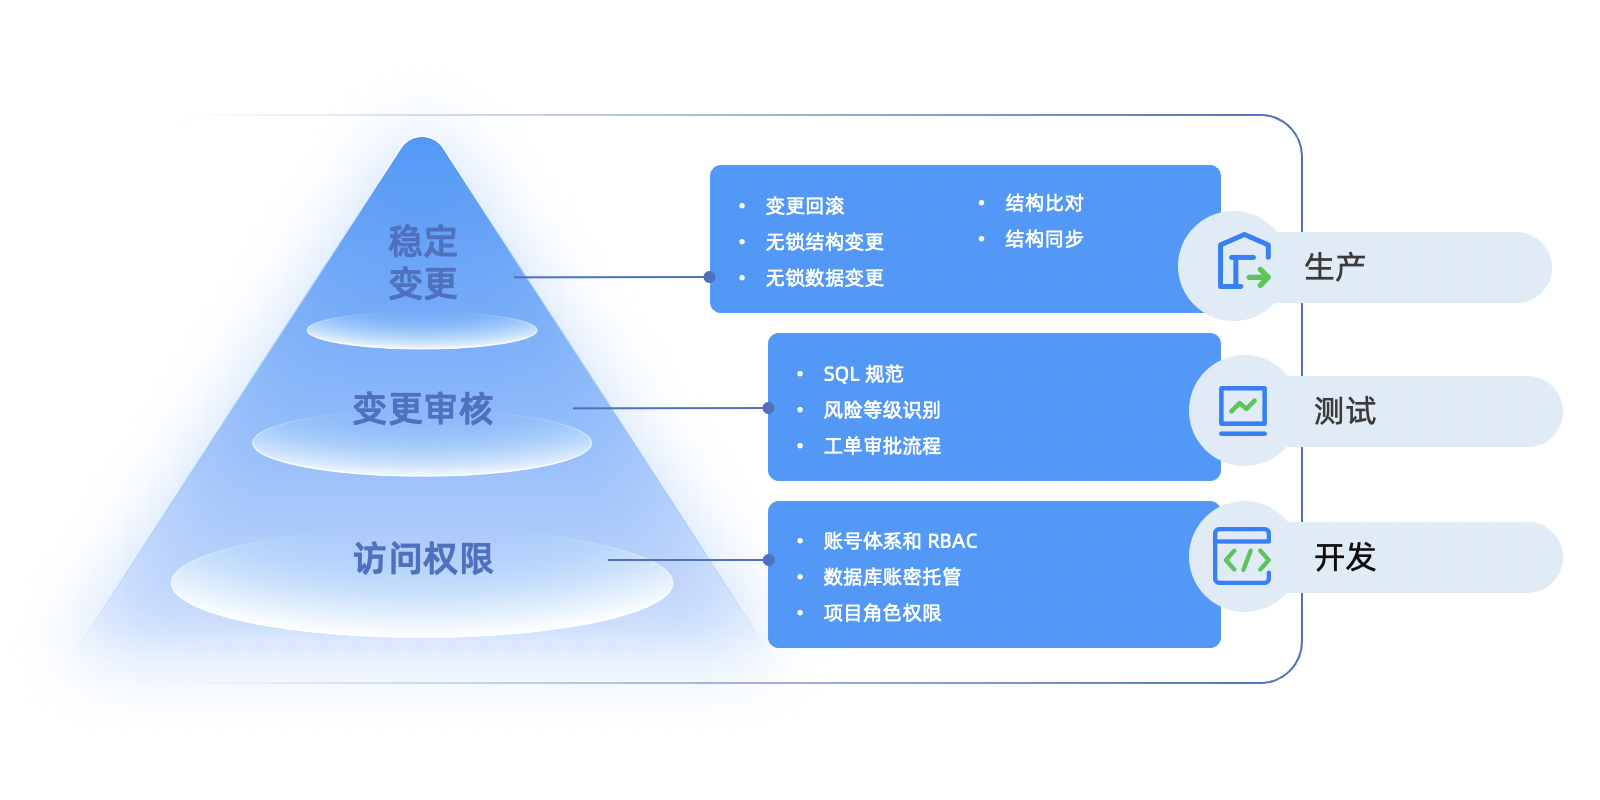 稳定
变更
• 变更回滚
• 无锁结构变更
• 无锁数据变更
• 结构比对
• 结构同步
生产
变更审核
• SQL 规范
• 风险等级识别
• 工单审批流程
测试
访问权限
• 账号体系和 RBAC
• 数据库账密托管
• 项目角色权限
开发